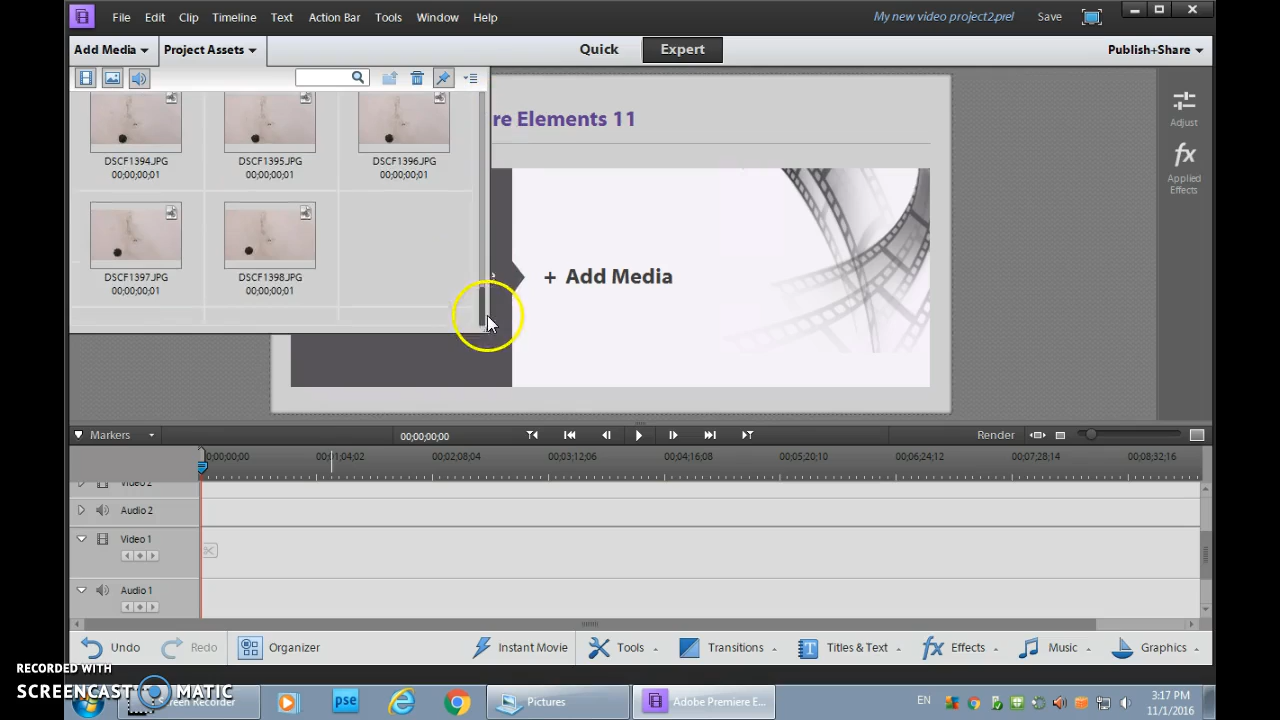 File Edit Clip Timeline Text Action Bar Tools Window Help My new video project2.prel Save
Add Media Project Assets Quick Expert Publish+Share
re Elements 11
Adjust
fx
Applied
Effects
DSCF1394.JPG DSCF1395.JPG DSCF1396.JPG
00;00;00;01 00;00;00;01 00;00;00;01
+ Add Media
DSCF1397.JPG DSCF1398.JPG
00;00;00;01 00;00;00;01
Markers 00;00;00;00 Render
0;00;00;00 00;01;04;02 00;02;08;04 00;03;12;06 00;04;16;08 00;05;20;10 00;06;24;12 00;07;28;14 00;08;32;16
Video 2
Audio 2
Video 1
Audio 1
Undo Redo Organizer Instant Movie Tools Transitions T Titles & Text fx Effects Music Graphics
RECORDED WITH
SCREENCAST MATIC
reen Recorder pse Pictures Adobe Premiere E... EN 3:17 PM
11/1/2016